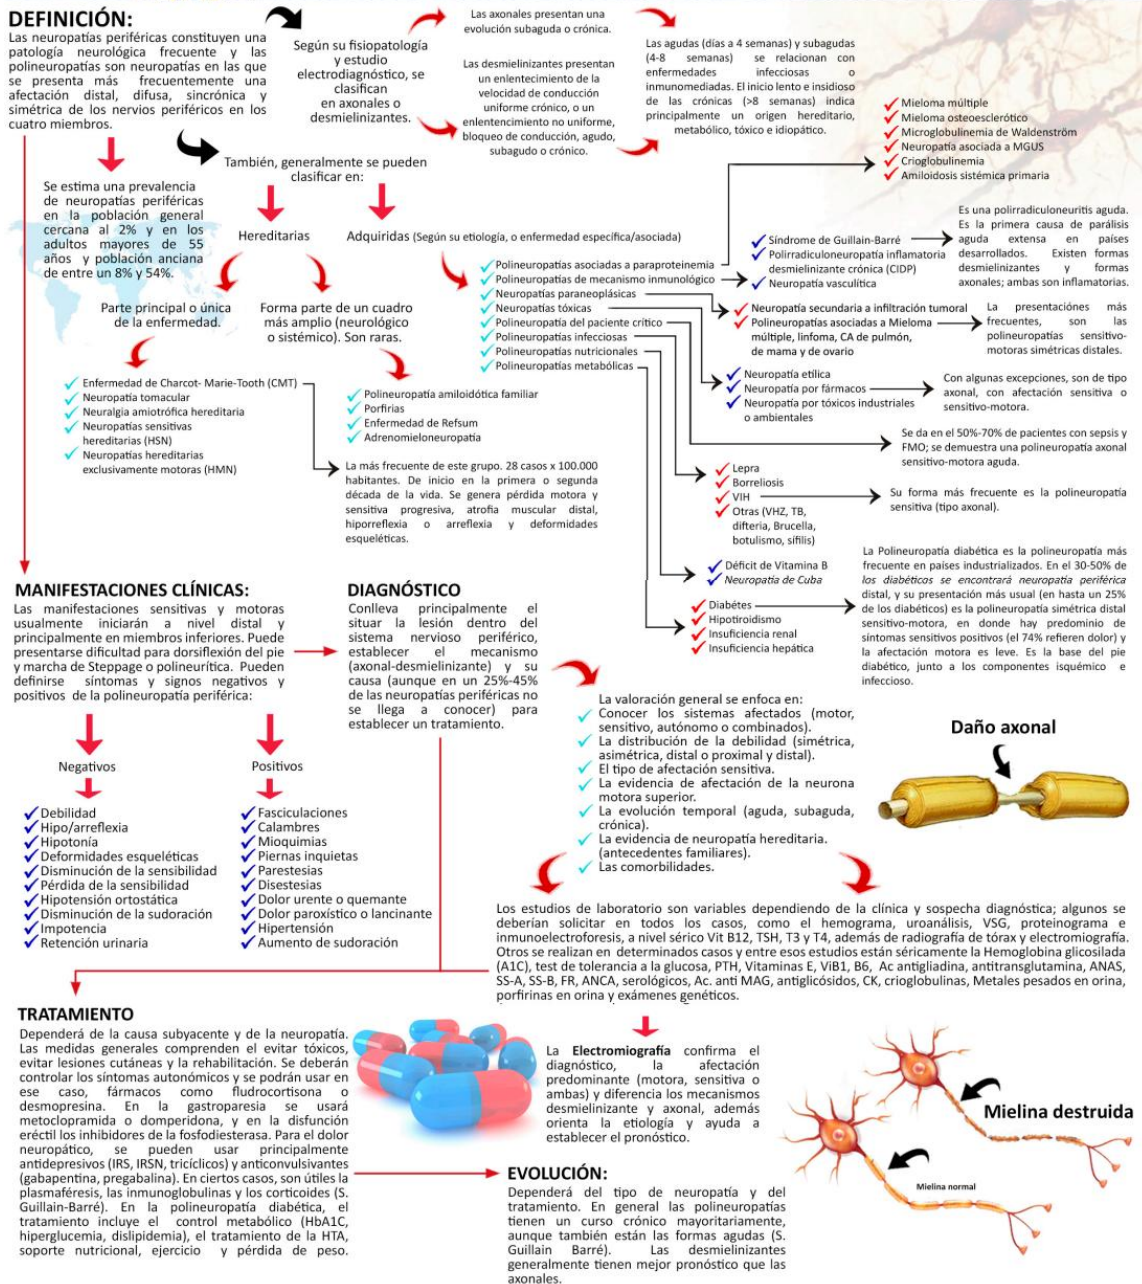 DEFINICIÓN:
Las neuropatías periféricas constituyen una
patología neurológica frecuente y las
polineuropatías son neuropatías en las que
se presenta más frecuentemente una
afectación distal, difusa, sincrónica y
simétrica de los nervios periféricos en los
cuatro miembros.
Según su fisiopatología
y estudio
electrodiagnóstico, se
clasifican
en axonales o
desmielinizantes.
Las axonales presentan una
evolución subaguda o crónica.
Las desmielinizantes presentan
un enlentecimiento de la
velocidad de conducción
uniforme crónico, o un
enlentecimiento no uniforme,
bloqueo de conducción, agudo,
subagudo o crónico.
Las agudas (días a 4 semanas) y subagudas
(4-8 semanas) se relacionan con
enfermedades infecciosas o
inmunomediadas. El inicio lento e insidioso
de las crónicas (>8 semanas) indica
principalmente un origen hereditario,
metabólico, tóxico e idiopático.
Se estima una prevalencia
de neuropatías periféricas
en la población general
cercana al 2% y en los
adultos mayores de 55
años y población anciana
de entre un 8% y 54%.
También, generalmente se pueden
clasificar en:
Hereditarias
Adquiridas (Según su etiología, o enfermedad específica/asociada)
Parte principal o única
de la enfermedad.
Forma parte de un cuadro
más amplio (neurológico
o sistémico). Son raras.
Enfermedad de Charcot- Marie-Tooth (CMT)
Neuropatía tomacular
Neuralgia amiotrófica hereditaria
Neuropatías sensitivas
hereditarias (HSN)
Neuropatías hereditarias
exclusivamente motoras (HMN)
Polineuropatía amiloidótica familiar
Porfirias
Enfermedad de Refsum
Adrenomieloneuropatía
La más frecuente de este grupo. 28 casos x 100.000
habitantes. De inicio en la primera o segunda
década de la vida. Se genera pérdida motora y
sensitiva progresiva, atrofia muscular distal,
hiporreflexia o arreflexia y deformidades
esqueléticas.
Polineuropatías asociadas a paraproteinemia
Polineuropatías de mecanismo inmunológico
Neuropatías paraneoplásicas
Neuropatías tóxicas
Polineuropatía del paciente crítico
Polineuropatías infecciosas
Polineuropatías nutricionales
Polineuropatías metabólicas
Mieloma múltiple
Mieloma osteoesclerótico
Microglobulinemia de Waldenström
Neuropatía asociada a MGUS
Crioglobulinemia
Amiloidosis sistémica primaria
Síndrome de Guillain-Barré
Polirradiculoneuropatía inflamatoria
desmielinizante crónica (CIDP)
Neuropatía vasculítica
Es una polirradiculoneuritis aguda.
Es la primera causa de parálisis
aguda extensa en países
desarrollados. Existen formas
desmielinizantes y formas
axonales; ambas son inflamatorias.
Neuropatía secundaria a infiltración tumoral
Polineuropatías asociadas a Mieloma
múltiple, linfoma, CA de pulmón,
de mama y de ovario
La presentaciónes más
frecuentes, son las
polineuropatías sensitivo-
motoras simétricas distales.
Neuropatía etílica
Neuropatía por fármacos
Neuropatía por tóxicos industriales
o ambientales
Con algunas excepciones, son de tipo
axonal, con afectación sensitiva o
sensitivo-motora.
Se da en el 50%-70% de pacientes con sepsis y
FMO; se demuestra una polineuropatía axonal
sensitivo-motora aguda.
Lepra
Borreliosis
VIH
Otras (VHZ, TB,
difteria, Brucella,
botulismo, sífilis)
Su forma más frecuente es la polineuropatía
sensitiva (tipo axonal).
Déficit de Vitamina B
Neuropatía de Cuba
Diabétes
Hipotiroidismo
Insuficiencia renal
Insuficiencia hepática
La Polineuropatía diabética es la polineuropatía más
frecuente en países industrializados. En el 30-50% de
los diabéticos se encontrará neuropatía periférica
distal, y su presentación más usual (en hasta un 25%
de los diabéticos) es la polineuropatía simétrica distal
sensitivo-motora, en donde hay predominio de
síntomas sensitivos positivos (el 74% refieren dolor) y
la afectación motora es leve. Es la base del pie
diabético, junto a los componentes isquémico e
infeccioso.
MANIFESTACIONES CLÍNICAS:
Las manifestaciones sensitivas y motoras
usualmente iniciarán a nivel distal y
principalmente en miembros inferiores. Puede
presentarse dificultad para dorsiflexión del pie
y marcha de Steppage o polineurítica. Pueden
definirse síntomas y signos negativos y
positivos de la polineuropatía periférica:
Negativos
Debilidad
Hipo/arreflexia
Hipotonía
Deformidades esqueléticas
Disminución de la sensibilidad
Pérdida de la sensibilidad
Hipotensión ortostática
Disminución de la sudoración
Impotencia
Retención urinaria
Positivos
Fasciculaciones
Calambres
Mioquimias
Piernas inquietas
Parestesias
Disestesias
Dolor urente o quemante
Dolor paroxístico o lancinante
Hipertensión
Aumento de sudoración
DIAGNÓSTICO
Conlleva principalmente el
situar la lesión dentro del
sistema nervioso periférico,
establecer el mecanismo
(axonal-desmielinizante) y su
causa (aunque en un 25%-45%
de las neuropatías periféricas no
se llega a conocer) para
establecer un tratamiento.
La valoración general se enfoca en:
Conocer los sistemas afectados (motor,
sensitivo, autónomo o combinados).
La distribución de la debilidad (simétrica,
asimétrica, distal o proximal y distal).
El tipo de afectación sensitiva.
La evidencia de afectación de la neurona
motora superior.
La evolución temporal (aguda, subaguda,
crónica).
La evidencia de neuropatía hereditaria.
(antecedentes familiares).
Las comorbilidades.
Daño axonal
Los estudios de laboratorio son variables dependiendo de la clínica y sospecha diagnóstica; algunos se
deberían solicitar en todos los casos, como el hemograma, uroanálisis, VSG, proteinograma e
inmunoelectroforesis, a nivel sérico Vit B12, TSH, T3 y T4, además de radiografía de tórax y electromiografía.
Otros se realizan en determinados casos y entre esos estudios están séricamente la Hemoglobina glicosilada
(A1C), test de tolerancia a la glucosa, PTH, Vitaminas E, ViB1, B6, Ac antigliadina, antitransglutamina, ANAS,
SS-A, SS-B, FR, ANCA, serológicos, Ac. anti MAG, antiglicósidos, CK, crioglobulinas, Metales pesados en orina,
porfirinas en orina y exámenes genéticos.
TRATAMIENTO
Dependerá de la causa subyacente y de la neuropatía.
Las medidas generales comprenden el evitar tóxicos,
evitar lesiones cutáneas y la rehabilitación. Se deberán
controlar los síntomas autonómicos y se podrán usar en
ese caso, fármacos como fludrocortisona o
desmopresina. En la gastroparesia se usará
metoclopramida o domperidona, y en la disfunción
eréctil los inhibidores de la fosfodiesterasa. Para el dolor
neuropático, se pueden usar principalmente
antidepresivos (IRS, IRSN, tricíclicos) y anticonvulsivantes
(gabapentina, pregabalina). En ciertos casos, son útiles la
plasmaféresis, las inmunoglobulinas y los corticoides (S.
Guillain-Barré). En la polineuropatía diabética, el
tratamiento incluye el control metabólico (HbA1C,
hiperglucemia, dislipidemia), el tratamiento de la HTA,
soporte nutricional, ejercicio y pérdida de peso.
La Electromiografía confirma el
diagnóstico, la afectación
predominante (motora, sensitiva o
ambas) y diferencia los mecanismos
desmielinizante y axonal, además
orienta la etiología y ayuda a
establecer el pronóstico.
EVOLUCIÓN:
Dependerá del tipo de neuropatía y del
tratamiento. En general las polineuropatías
tienen un curso crónico mayoritariamente,
aunque también están las formas agudas (S.
Guillain Barré). Las desmielinizantes
generalmente tienen mejor pronóstico que las
axonales.
Mielina destruida
Mielina normal